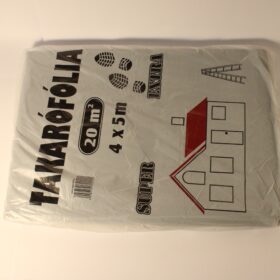 TAKARÓFÓLIA
20 m²
4 x 5 m
SUPER EXTRA